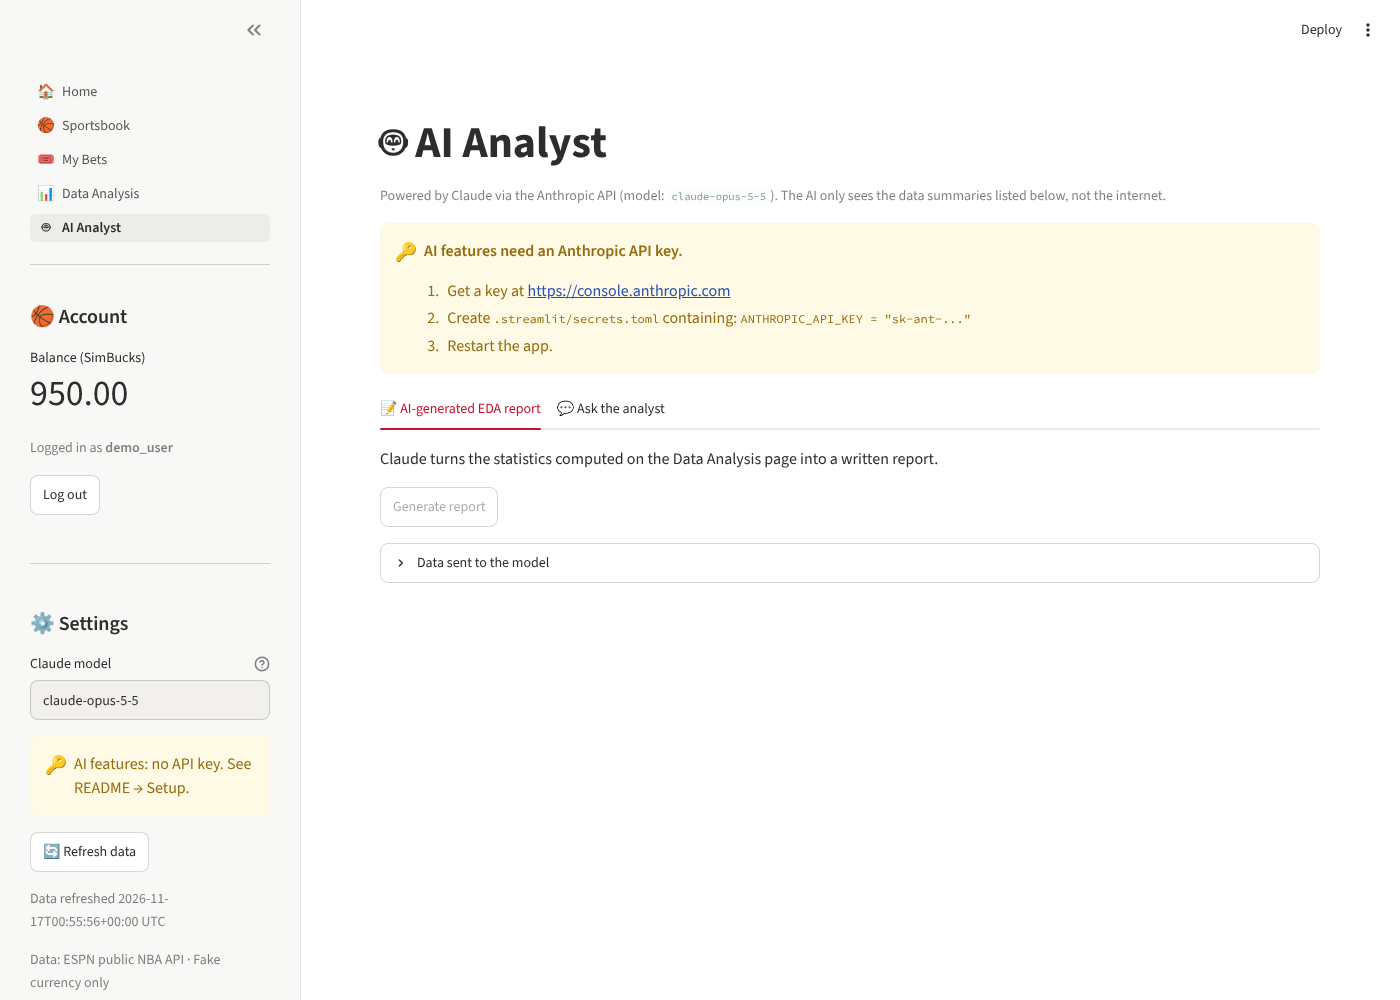 Home
Sportsbook
My Bets
Data Analysis
AI Analyst
Account
Balance (SimBucks)
950.00
Logged in as demo_user
Log out
Settings
Claude model
claude-opus-5-5
AI features: no API key. See
README → Setup.
Refresh data
Data refreshed 2026-11-
17T00:55:56+00:00 UTC
Data: ESPN public NBA API · Fake
currency only
Deploy
AI Analyst
Powered by Claude via the Anthropic API (model: claude-opus-5-5 ). The AI only sees the data summaries listed below, not the internet.
AI features need an Anthropic API key.
1. Get a key at https://console.anthropic.com
2. Create .streamlit/secrets.toml containing: ANTHROPIC_API_KEY = "sk-ant-..."
3. Restart the app.
AI-generated EDA report
Ask the analyst
Claude turns the statistics computed on the Data Analysis page into a written report.
Generate report
Data sent to the model